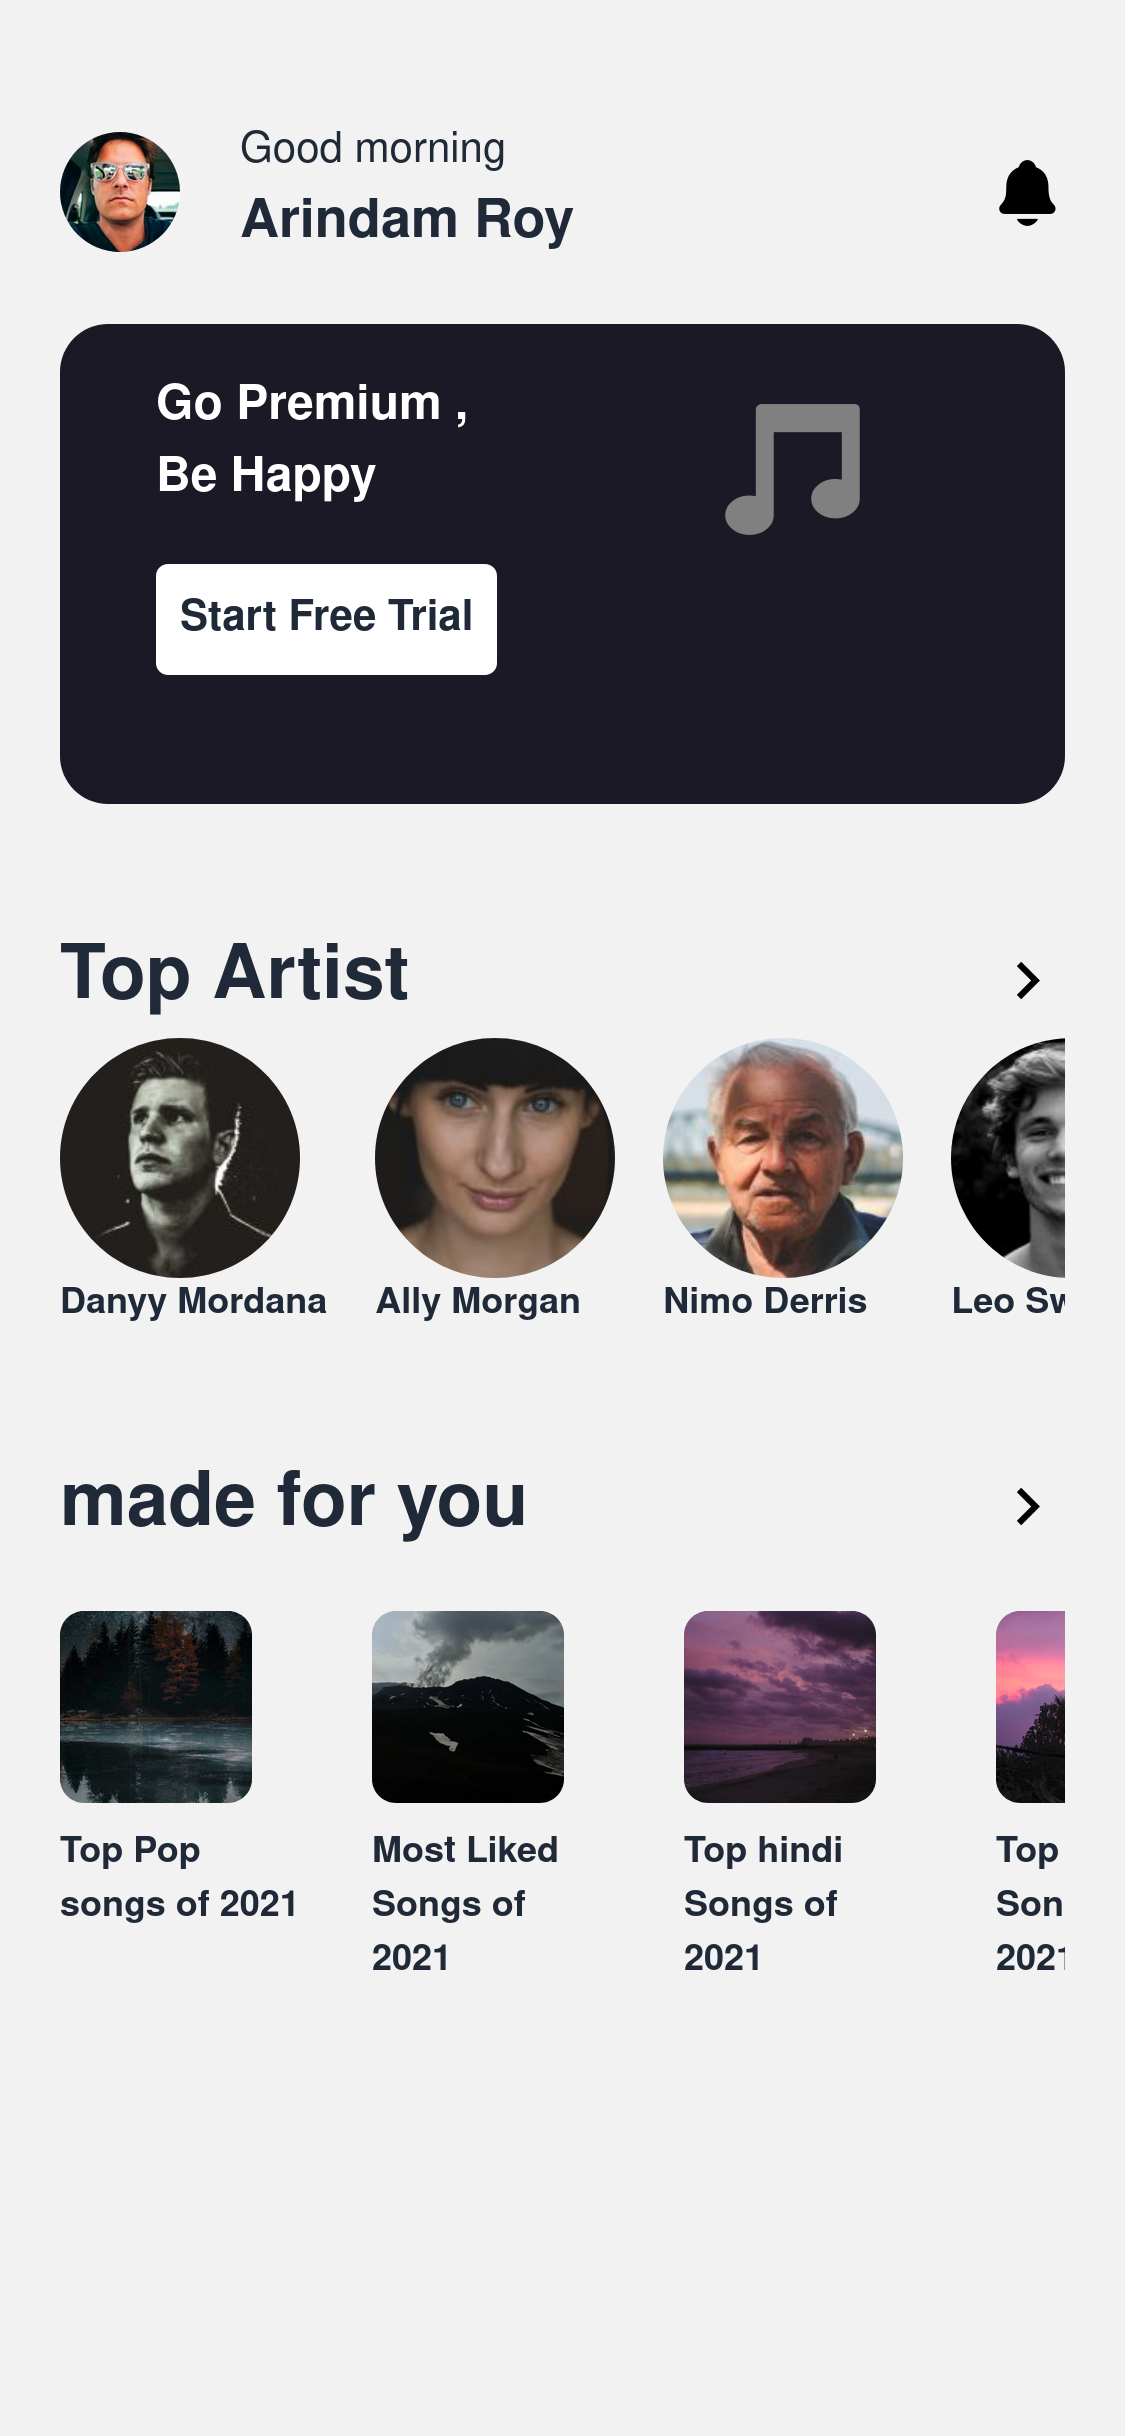 Good morning
Arindam Roy
Go Premium ,
Be Happy
Start Free Trial
Top Artist
Danyy Mordana
Ally Morgan
Nimo Derris
Leo
made for you
Top Pop
songs of 2021
Most Liked
Songs of
2021
Top hindi
Songs of
2021
Top
Son
2021